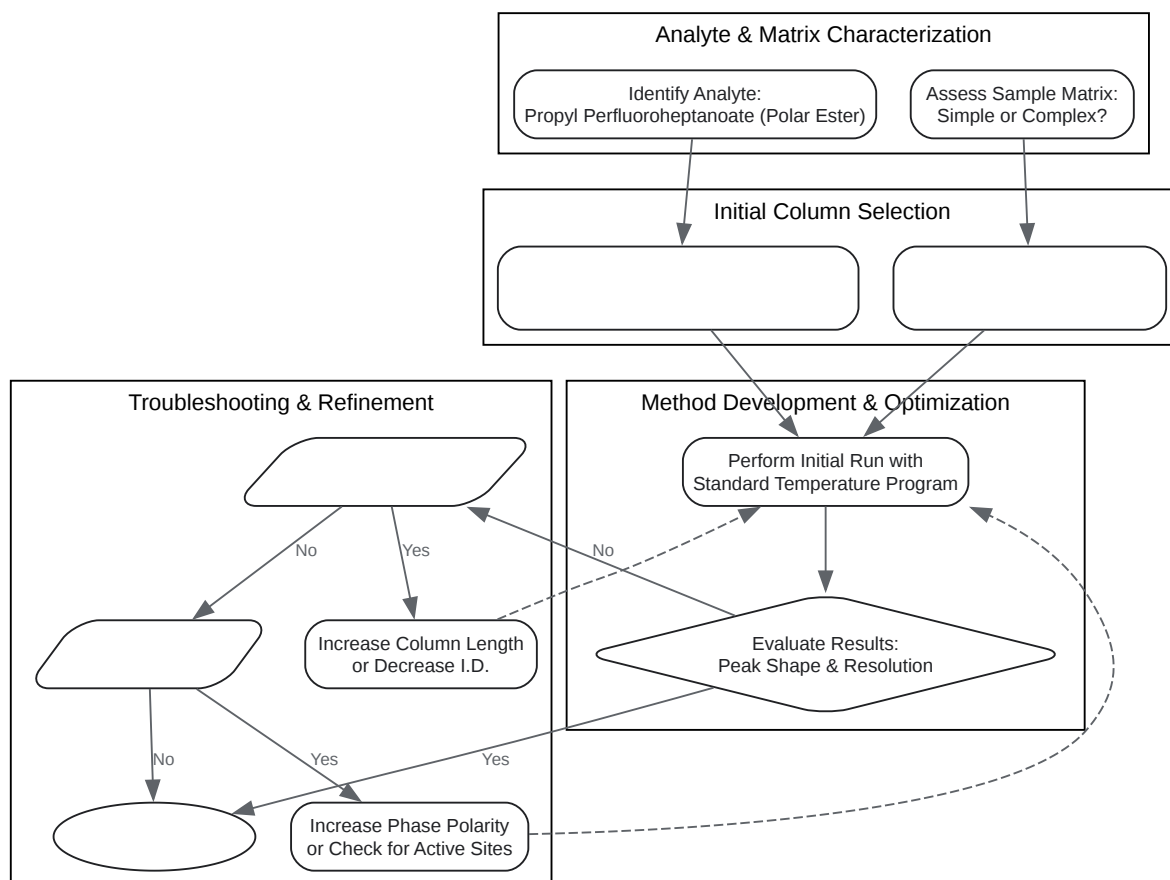 Analyte & Matrix Characterization
Identify Analyte:
Propyl Perfluoroheptanoate (Polar Ester)
Assess Sample Matrix:
Simple or Complex?
Initial Column Selection
Troubleshooting & Refinement
Method Development & Optimization
Perform Initial Run with
Standard Temperature Program
No
No
Yes
Increase Column Length
or Decrease I.D.
Evaluate Results:
Peak Shape & Resolution
No
Yes
Yes
Increase Phase Polarity
or Check for Active Sites